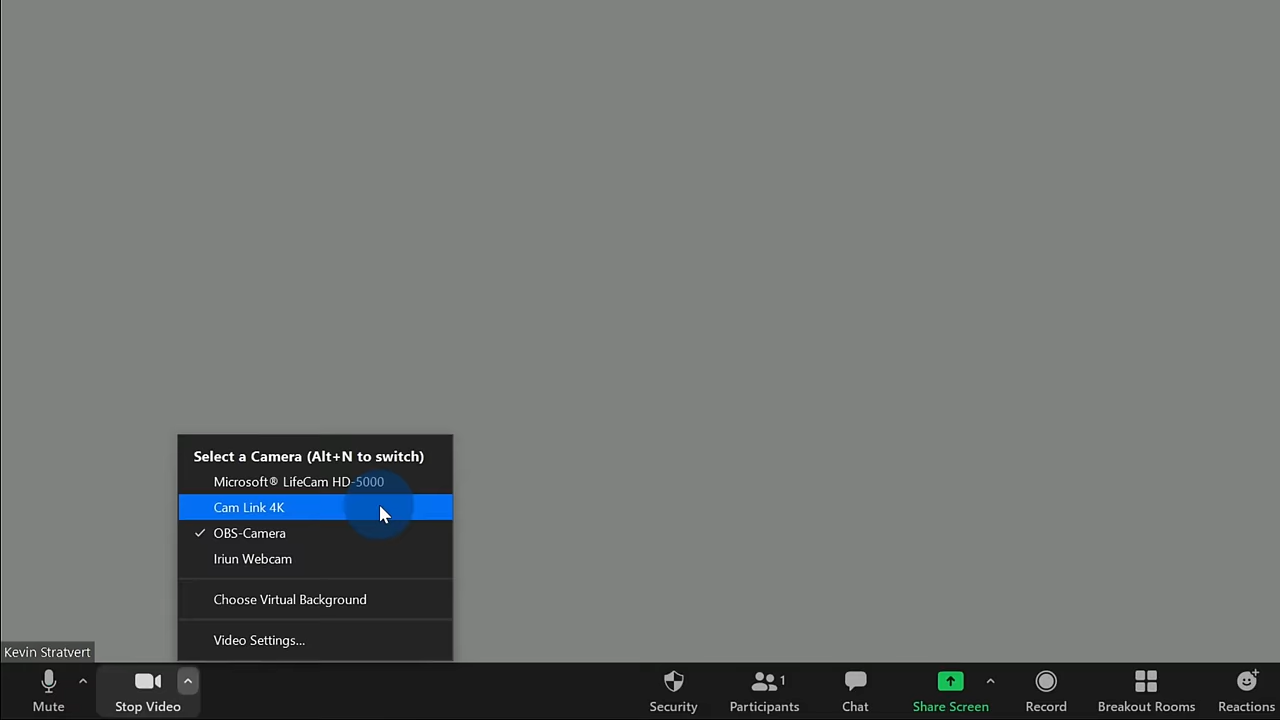 Select a Camera (Alt+N to switch)
Microsoft® LifeCam HD-5000
Cam Link 4K
OBS-Camera
Iriun Webcam
Choose Virtual Background
Video Settings...
Kevin Stratvert
Mute
Stop Video
Security
Participants 1
Chat
Share Screen
Record
Breakout Rooms
Reactions